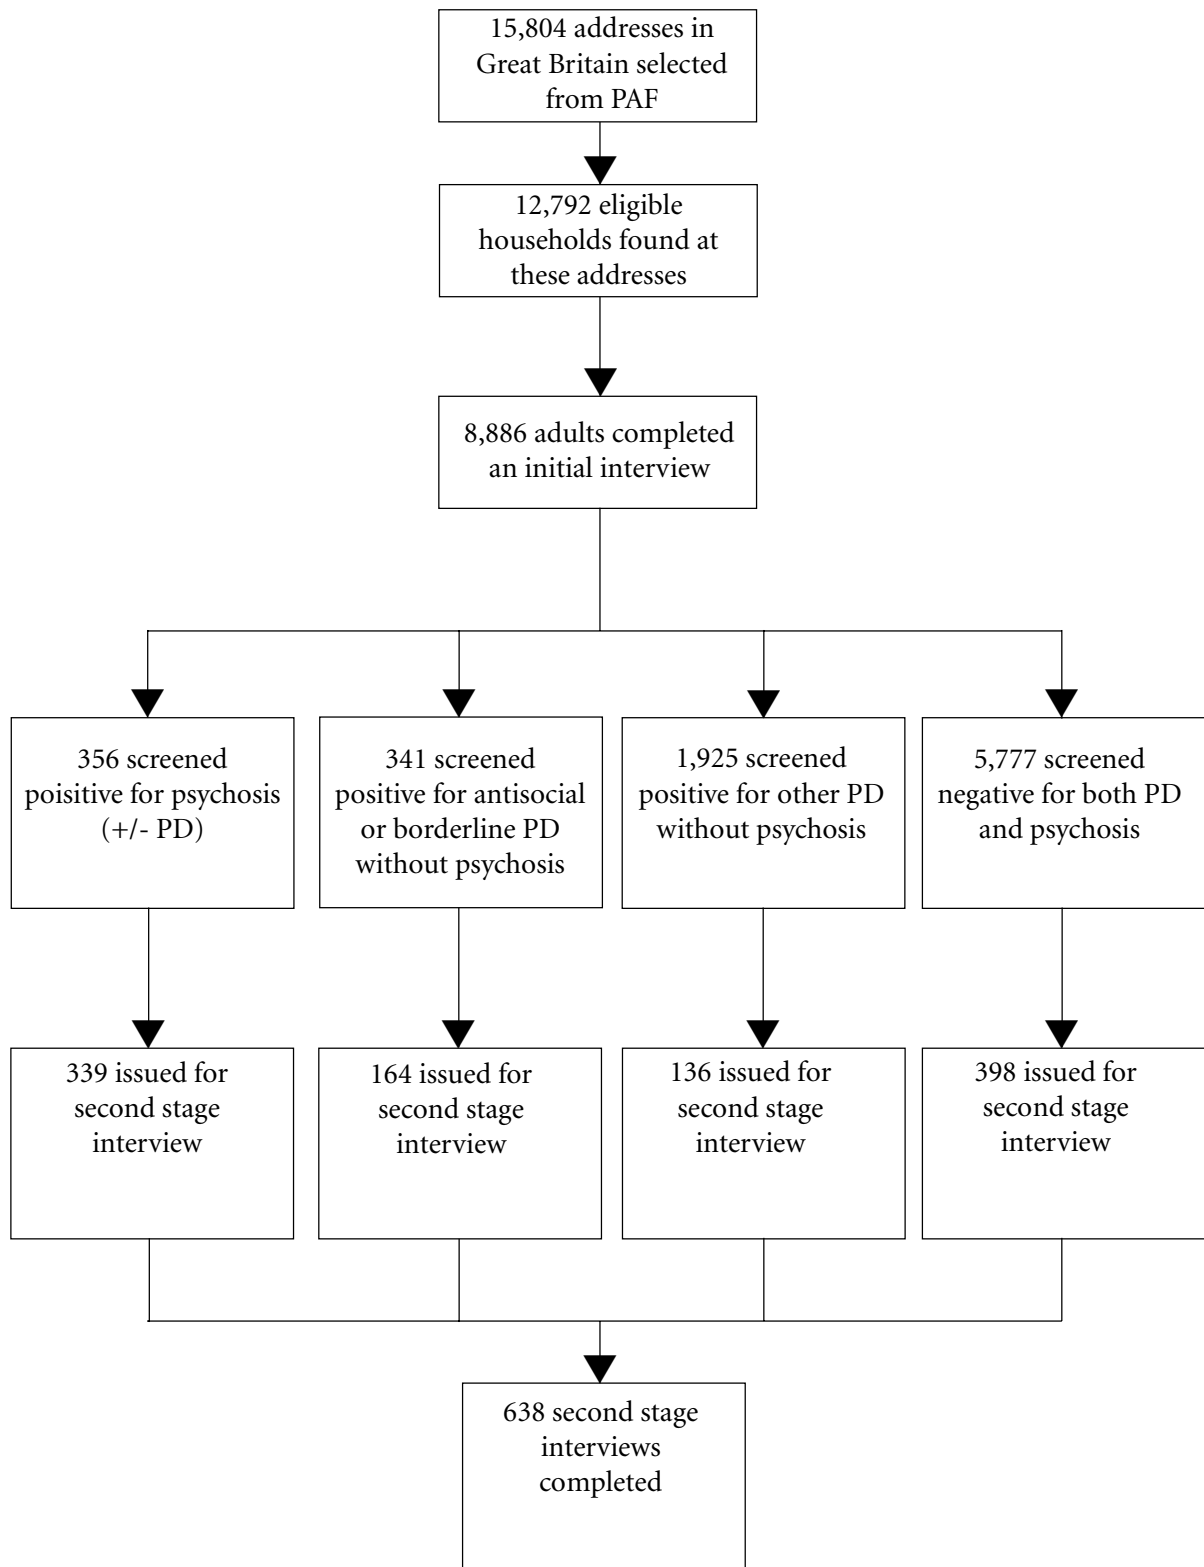 15,804 addresses in
Great Britain selected
from PAF
12,792 eligible
households found at
these addresses
8,886 adults completed
an initial interview
356 screened
poisitive for psychosis
(+/- PD)
341 screened
positive for antisocial
or borderline PD
without psychosis
1,925 screened
positive for other PD
without psychosis
5,777 screened
negative for both PD
and psychosis
339 issued for
second stage
interview
164 issued for
second stage
interview
136 issued for
second stage
interview
398 issued for
second stage
interview
638 second stage
interviews
completed